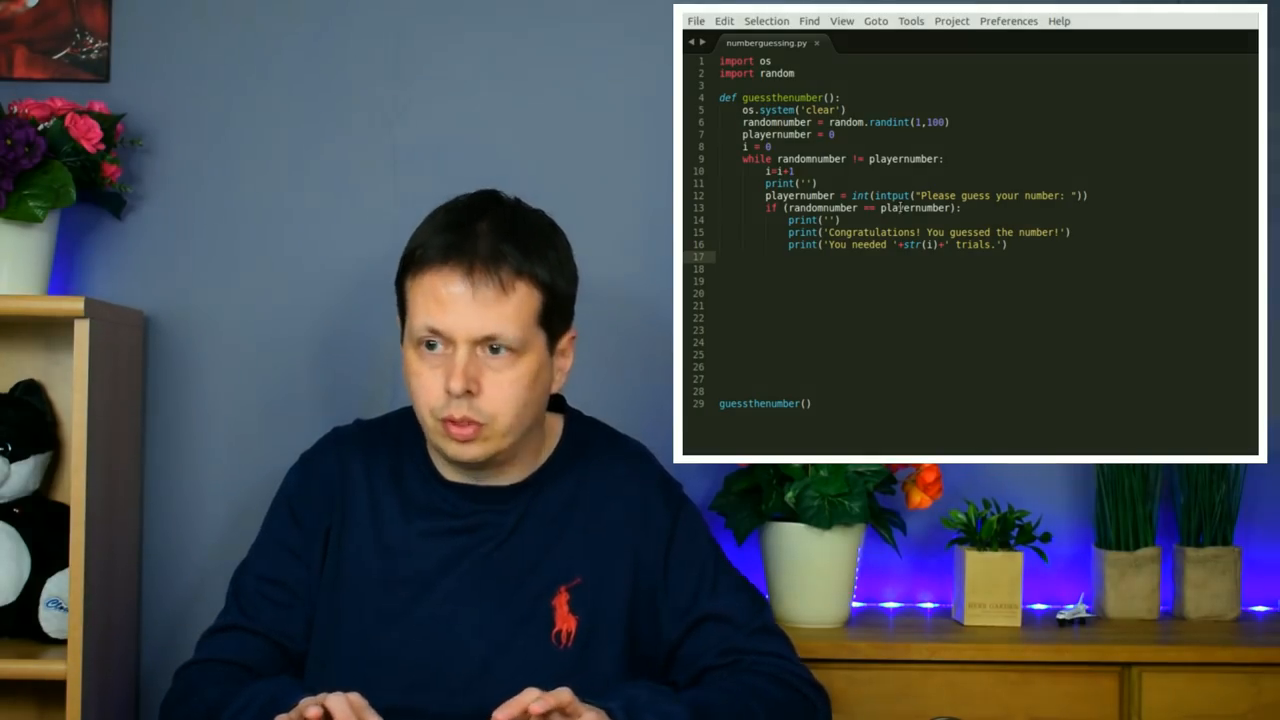 File Edit Selection Find View Goto Tools Project Preferences Help
numberguessing.py ×
1 import os
2 import random
3
4 def guessthenumber():
5 os.system('clear')
6 randomnumber = random.randint(1,100)
7 playernumber = 0
8 i = 0
9 while randomnumber != playernumber:
10 i=i+1
11 print('')
12 playernumber = int(intput("Please guess your number: "))
13 if (randomnumber == playernumber):
14 print('')
15 print('Congratulations! You guessed the number!')
16 print('You needed '+str(i)+' trials.')
17
18
19
20
21
22
23
24
25
26
27
28
29 guessthenumber()
HERB GARDEN